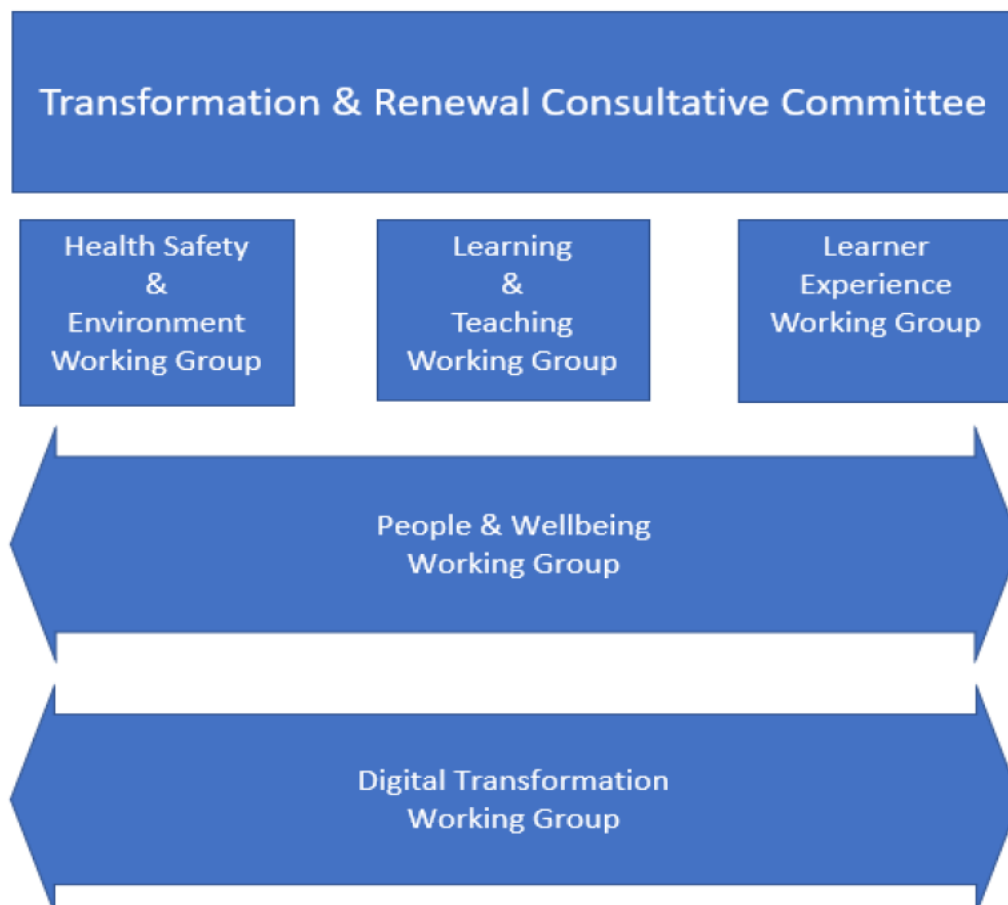 Transformation & Renewal Consultative Committee
Health Safety
&
Environment
Working Group
Learning
&
Teaching
Working Group
Learner
Experience
Working Group
People & Wellbeing
Working Group
Digital Transformation
Working Group